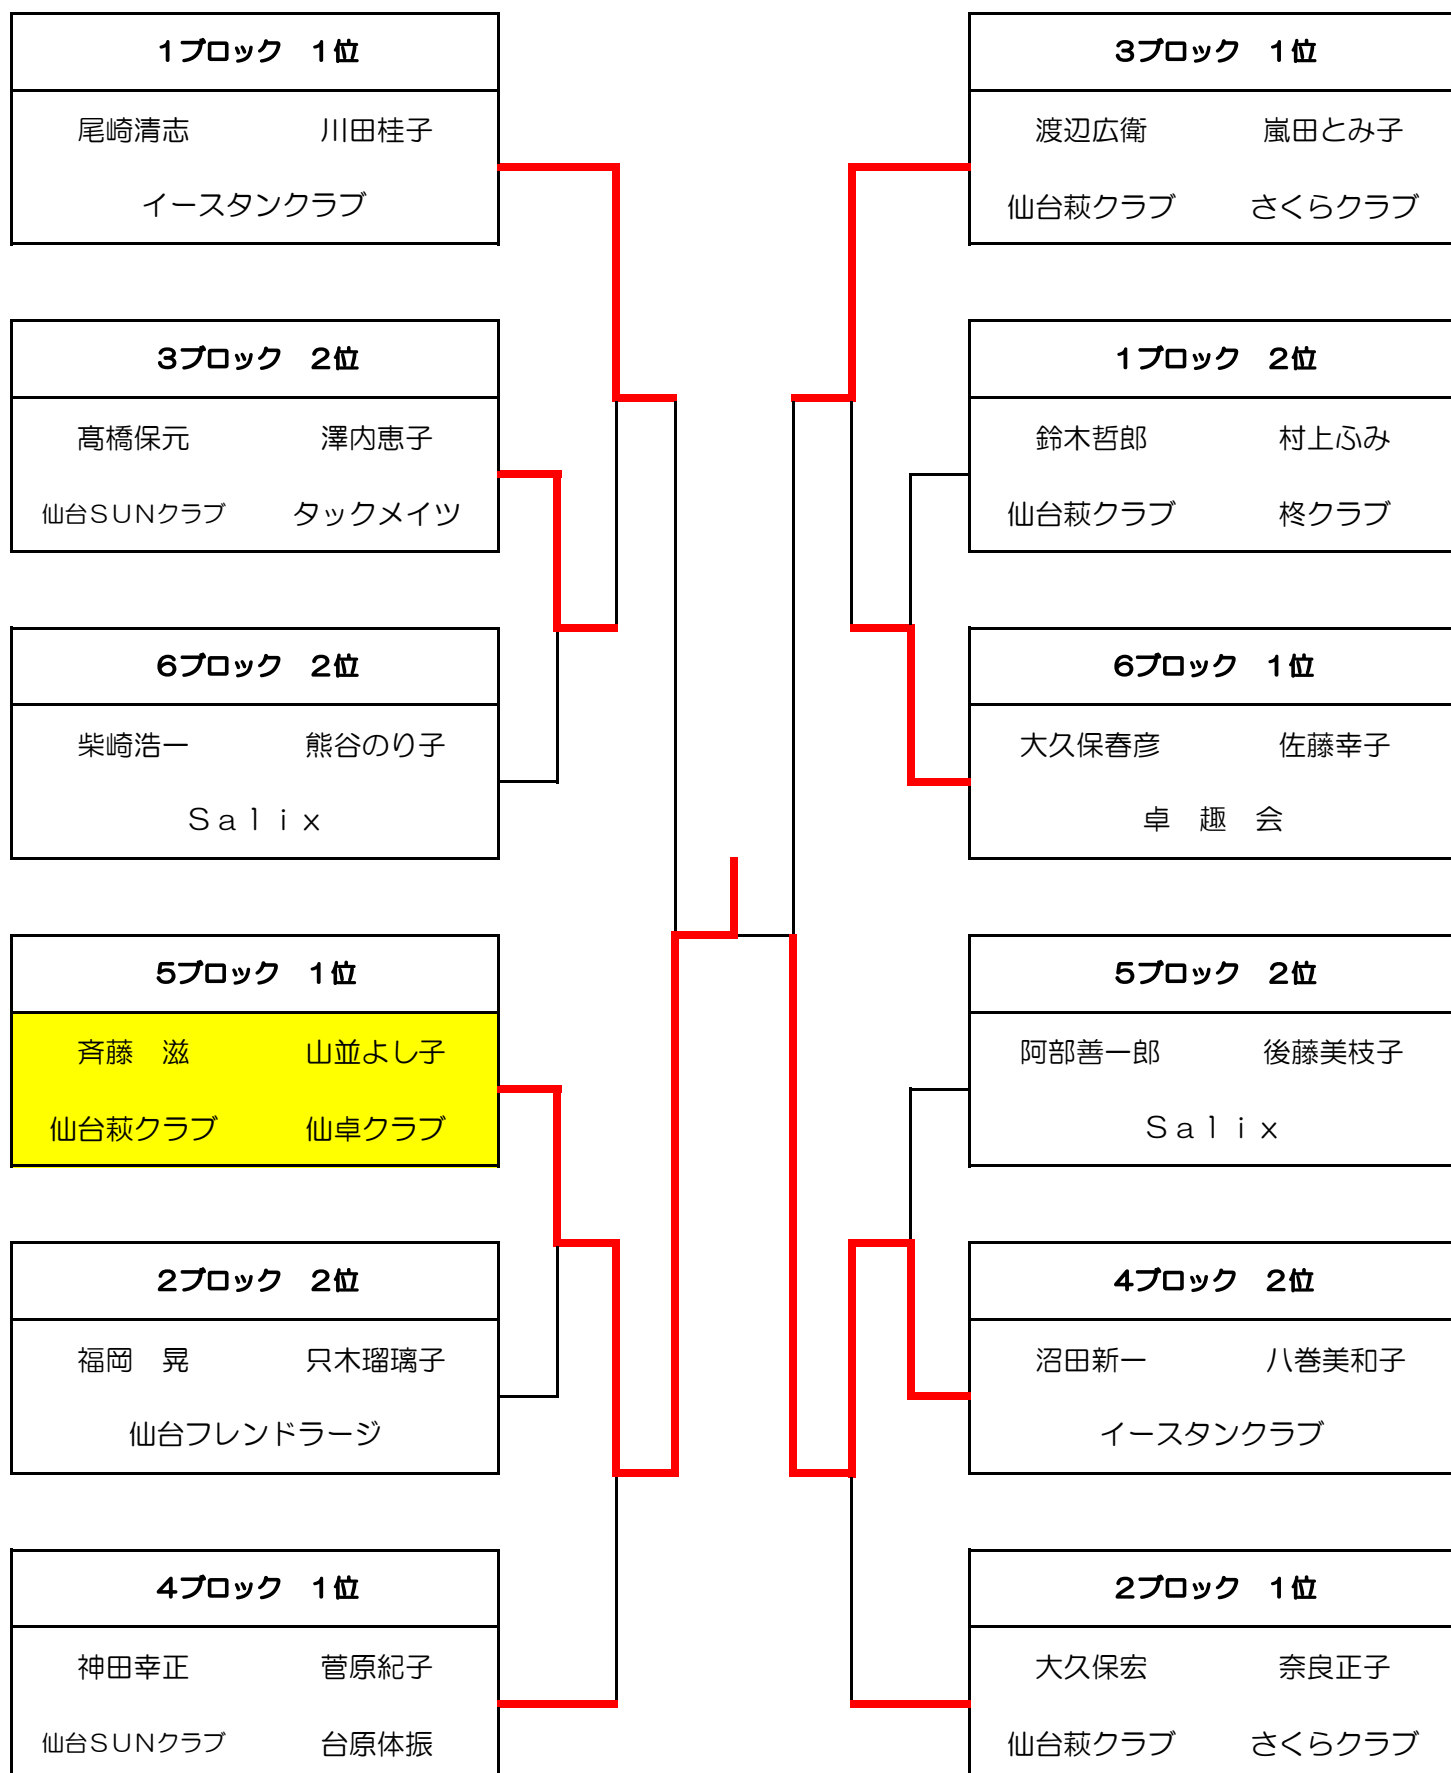 1ブロック　1位
尾崎清志　川田桂子
イースタンクラブ
3ブロック　2位
髙橋保元　澤内恵子
仙台SUNクラブ　タックメイツ
6ブロック　2位
柴崎浩一　熊谷のり子
Salix
5ブロック　1位
斉藤　滋　山並よし子
仙台萩クラブ　仙卓クラブ
2ブロック　2位
福岡　晃　只木瑠璃子
仙台フレンドラージ
4ブロック　1位
神田幸正　菅原紀子
仙台SUNクラブ　台原体振
3ブロック　1位
渡辺広衛　嵐田とみ子
仙台萩クラブ　さくらクラブ
1ブロック　2位
鈴木哲郎　村上ふみ
仙台萩クラブ　柊クラブ
6ブロック　1位
大久保春彦　佐藤幸子
卓　趣　会
5ブロック　2位
阿部善一郎　後藤美枝子
Salix
4ブロック　2位
沼田新一　八巻美和子
イースタンクラブ
2ブロック　1位
大久保宏　奈良正子
仙台萩クラブ　さくらクラブ